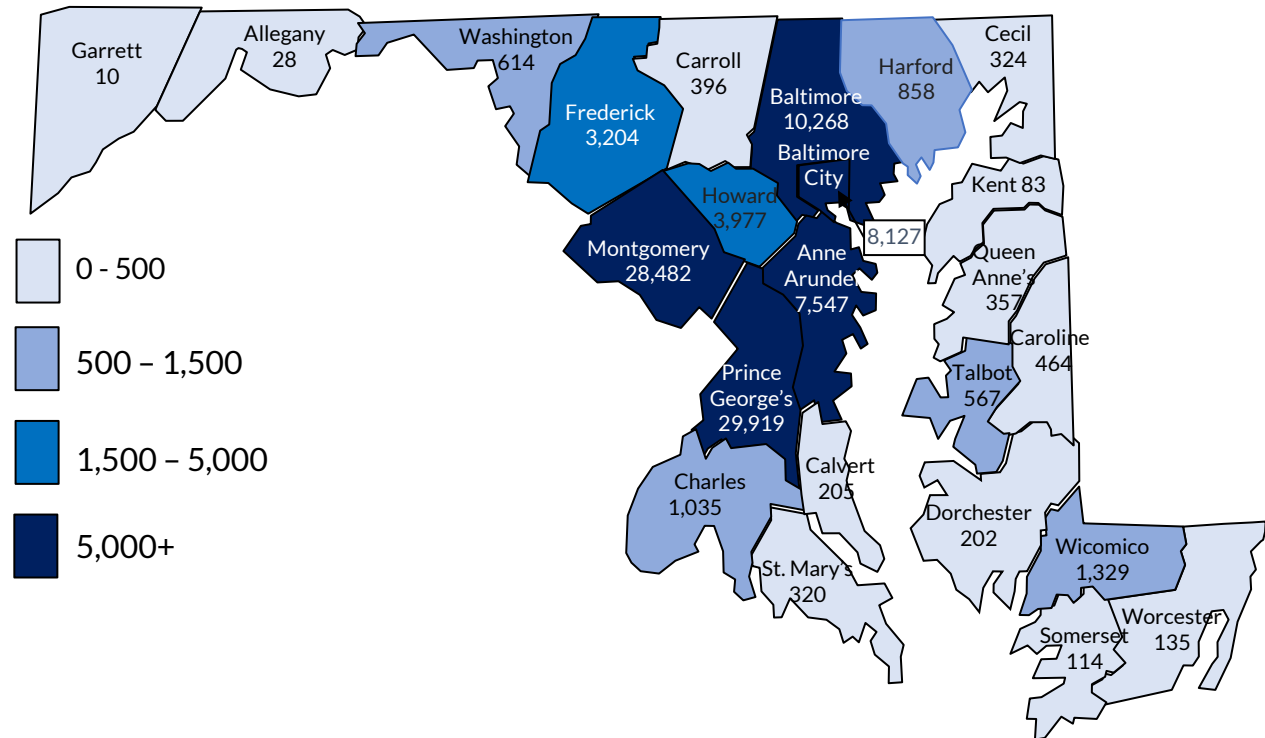 Garrett
10
Allegany
28
Washington
614
Frederick
3,204
Carroll
396
Baltimore
10,268
Baltimore
City
8,127
Harford
858
Cecil
324
Kent 83
Howard
3,977
Montgomery
28,482
Anne
Arundel
7,547
Queen
Anne's
357
Caroline
464
Talbot
567
Prince
George's
29,919
Charles
1,035
Calvert
205
St. Mary's
320
Dorchester
202
Wicomico
1,329
Somerset
114
Worcester
135
0 - 500
500 – 1,500
1,500 – 5,000
5,000+